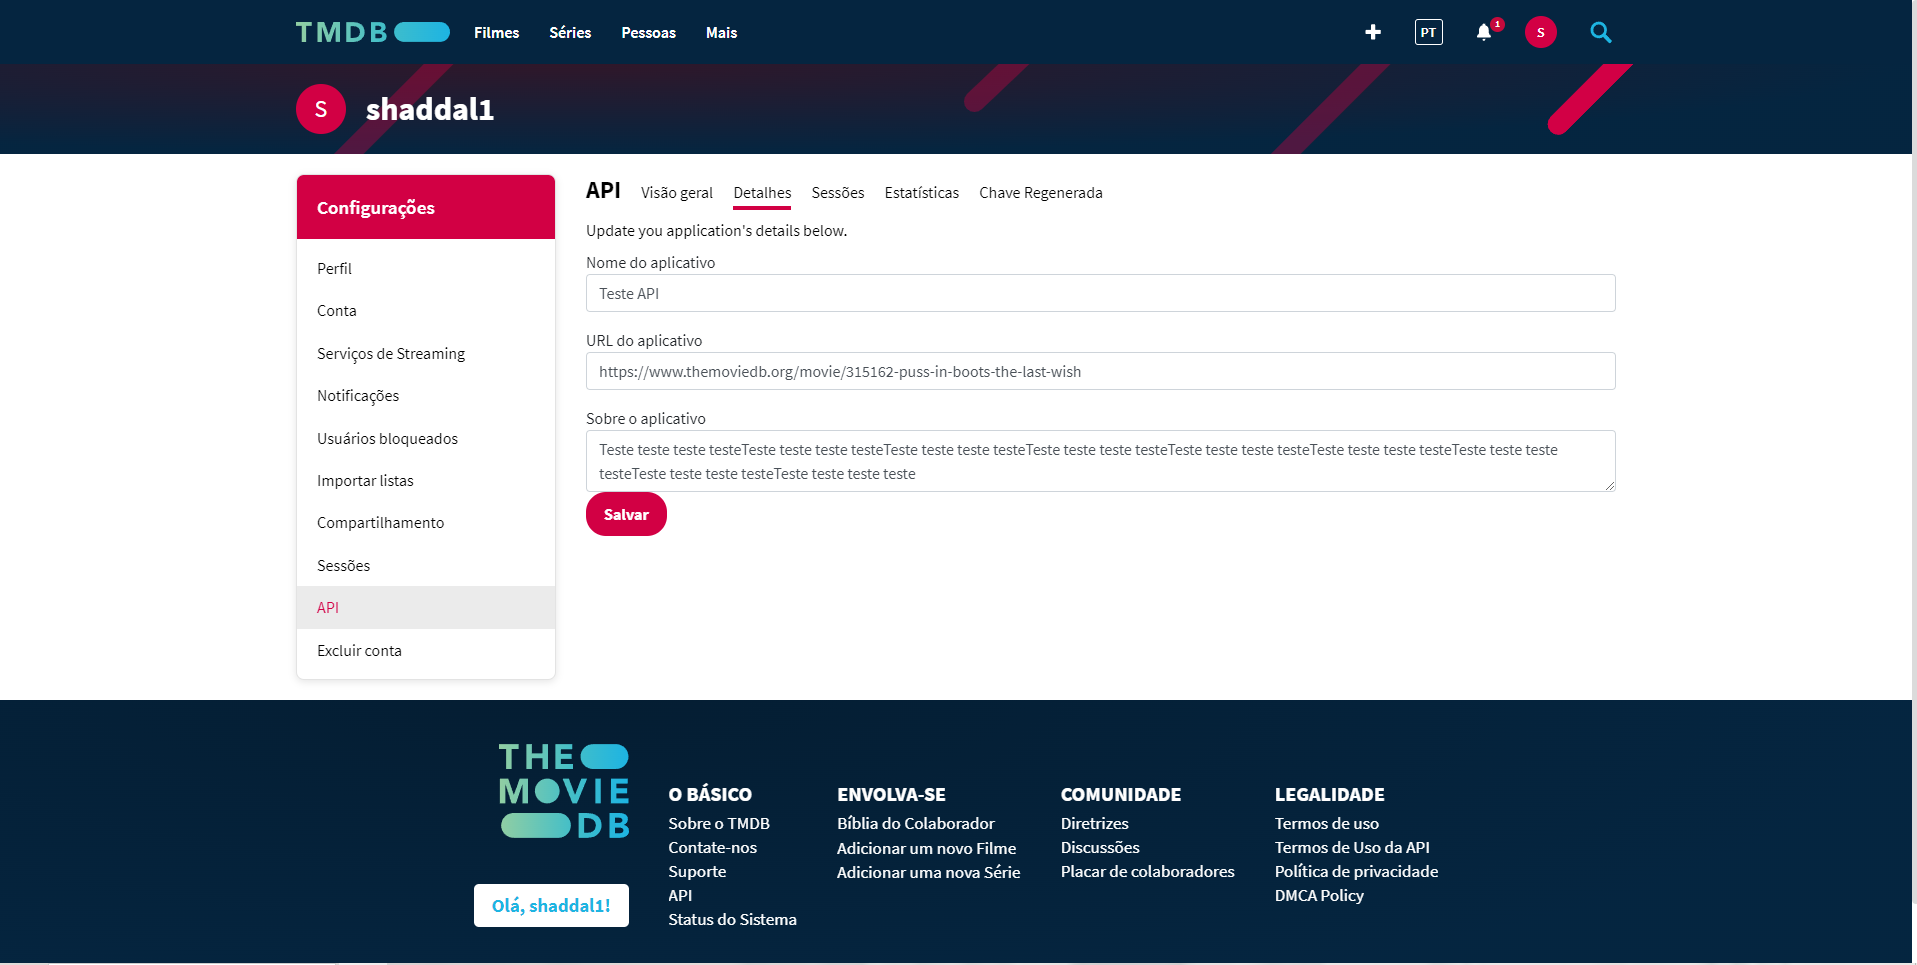 TMDB
Filmes Séries Pessoas Mais
PT
1
S
S
shaddal1
Configurações
Perfil
Conta
Serviços de Streaming
Notificações
Usuários bloqueados
Importar listas
Compartilhamento
Sessões
API
Excluir conta
API Visão geral Detalhes Sessões Estatísticas Chave Regenerada
Update you application's details below.
Nome do aplicativo
Teste API
URL do aplicativo
https://www.themoviedb.org/movie/315162-puss-in-boots-the-last-wish
Sobre o aplicativo
Teste teste teste testeTeste teste teste testeTeste teste teste testeTeste teste teste testeTeste teste teste testeTeste teste teste testeTeste teste teste
testeTeste teste teste testeTeste teste teste teste
Salvar
THE
MOVIE
DB
Olá, shaddal1!
O BÁSICO
Sobre o TMDB
Contate-nos
Suporte
API
Status do Sistema
ENVOLVA-SE
Bíblia do Colaborador
Adicionar um novo Filme
Adicionar uma nova Série
COMUNIDADE
Diretrizes
Discussões
Placar de colaboradores
LEGALIDADE
Termos de uso
Termos de Uso da API
Política de privacidade
DMCA Policy